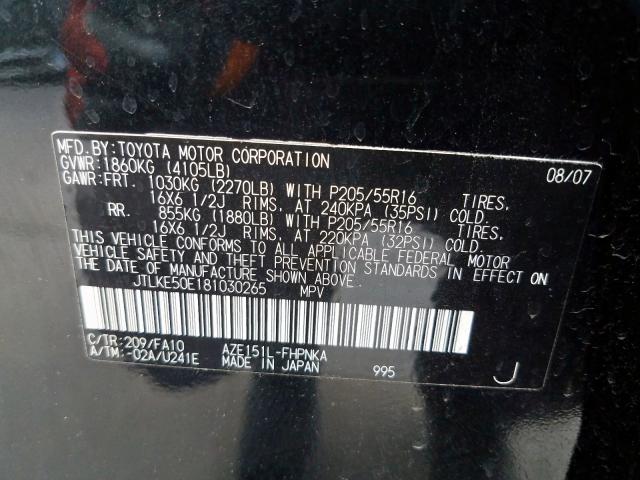 MFD.BY:TOYOTA MOTOR CORPORATION 08/07
GVWR:1860KG (4105LB)
GAWR:FRT. 1030KG (2270LB) WITH P205/55R16 TIRES,
16X6 1/2J RIMS, AT 240KPA (35PSI) COLD.
RR. 855KG (1880LB) WITH P205/55R16 TIRES,
16X6 1/2J RIMS, AT 220KPA (32PSI) COLD.
THIS VEHICLE CONFORMS TO ALL APPLICABLE FEDERAL MOTOR
VEHICLE SAFETY AND THEFT PREVENTION STANDARDS IN EFFECT ON
THE DATE OF MANUFACTURE SHOWN ABOVE.
JTLKE50E181030265 MPV
C/TR:209/FA10 AZE151L-FHPNKA
A/TM:-02A/U241E MADE IN JAPAN 995 J